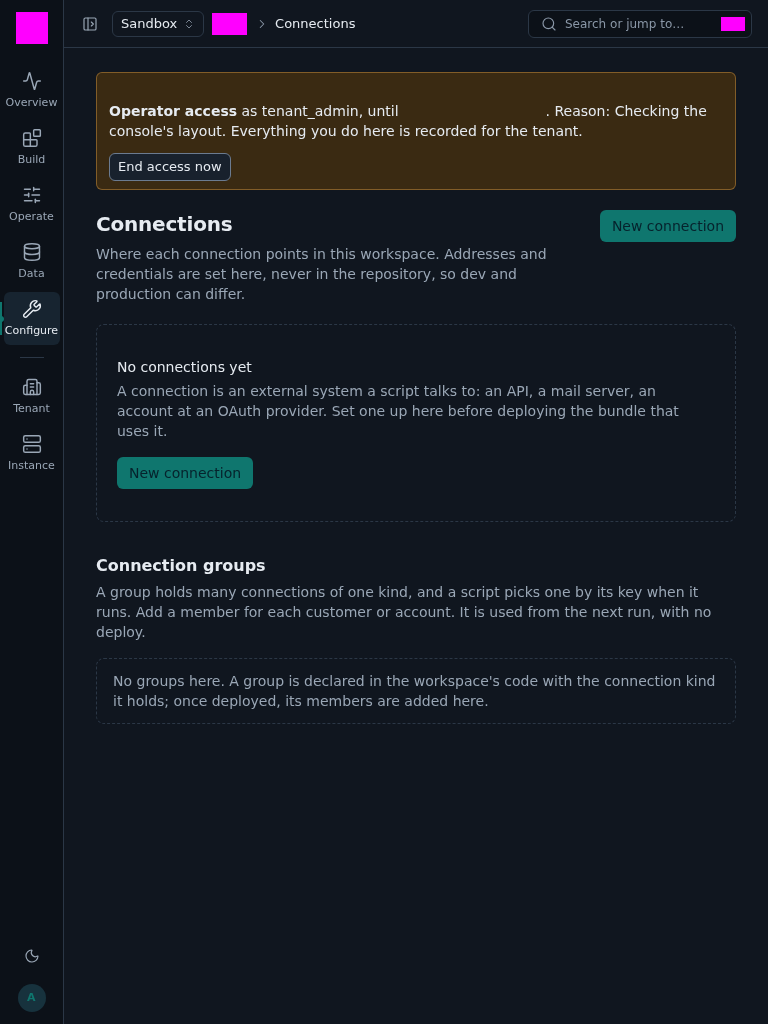 Sandbox
Connections
Search or jump to…
Overview
Build
Operate
Data
Configure
Tenant
Instance
A
Operator access as tenant_admin, until . Reason: Checking the
console's layout. Everything you do here is recorded for the tenant.
End access now
Connections
New connection
Where each connection points in this workspace. Addresses and
credentials are set here, never in the repository, so dev and
production can differ.
No connections yet
A connection is an external system a script talks to: an API, a mail server, an
account at an OAuth provider. Set one up here before deploying the bundle that
uses it.
New connection
Connection groups
A group holds many connections of one kind, and a script picks one by its key when it
runs. Add a member for each customer or account. It is used from the next run, with no
deploy.
No groups here. A group is declared in the workspace's code with the connection kind
it holds; once deployed, its members are added here.